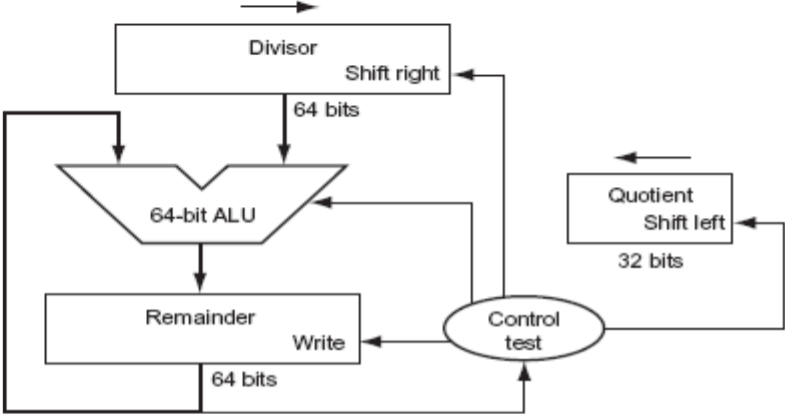 Divisor
Shift right
64 bits
64-bit ALU
Quotient
Shift left
32 bits
Remainder
Write
64 bits
Control
test